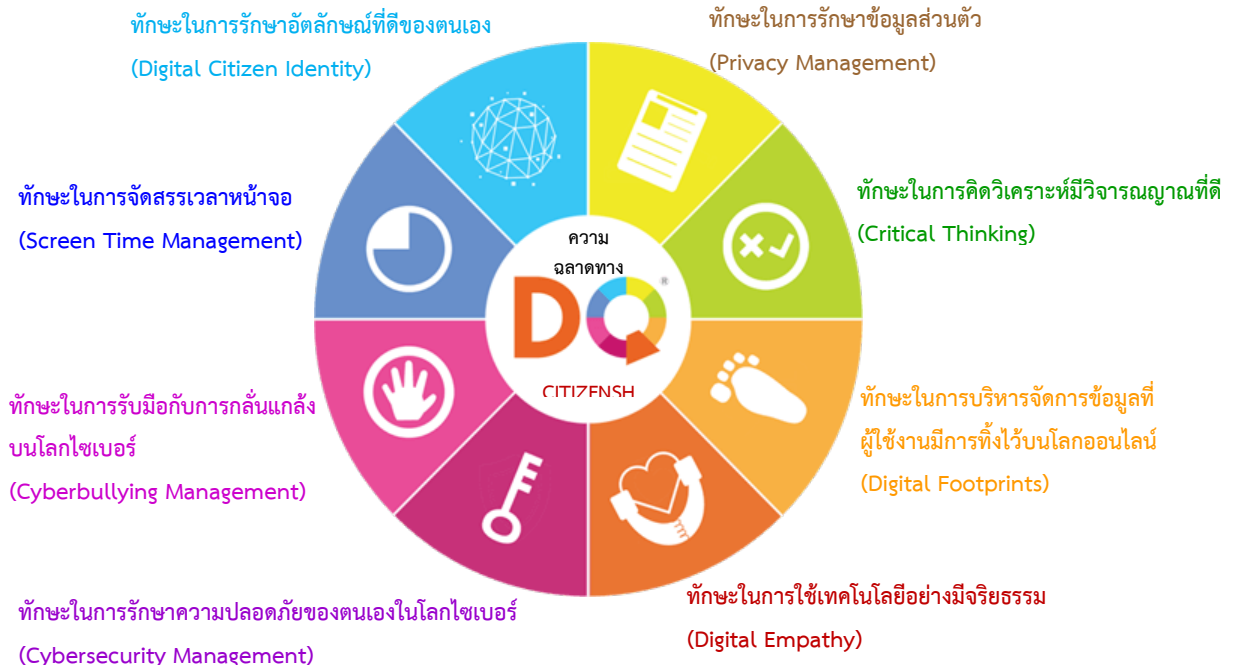 ทักษะในการรักษาอัตลักษณ์ที่ดีของตนเอง
(Digital Citizen Identity)
ทักษะในการรักษาข้อมูลส่วนตัว
(Privacy Management)
ทักษะในการจัดสรรเวลาหน้าจอ
(Screen Time Management)
ทักษะในการคิดวิเคราะห์มีวิจารณญาณที่ดี
(Critical Thinking)
ความ
ฉลาดทาง
DQ®
CITIZENSH
ทักษะในการรับมือกับการกลั่นแกล้ง
บนโลกไซเบอร์
(Cyberbullying Management)
ทักษะในการบริหารจัดการข้อมูลที่
ผู้ใช้งานมีการทิ้งไว้บนโลกออนไลน์
(Digital Footprints)
ทักษะในการรักษาความปลอดภัยของตนเองในโลกไซเบอร์
(Cybersecurity Management)
ทักษะในการใช้เทคโนโลยีอย่างมีจริยธรรม
(Digital Empathy)